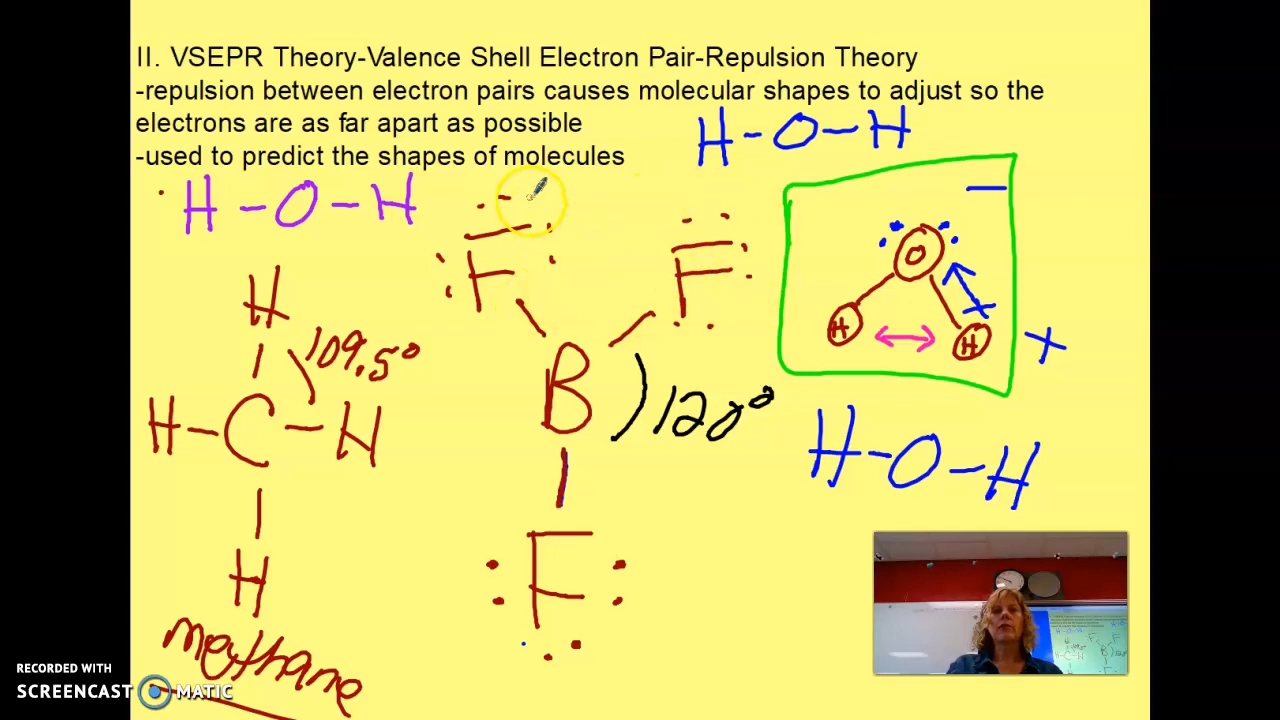 II. VSEPR Theory-Valence Shell Electron Pair-Repulsion Theory
-repulsion between electron pairs causes molecular shapes to adjust so the
electrons are as far apart as possible
-used to predict the shapes of molecules
H-O-H
H-O-H
F
F
B
120°
F
H
109.5°
H-C-H
H
methane
O
H
H
+
H-O-H
RECORDED WITH
SCREENCAST MATIC